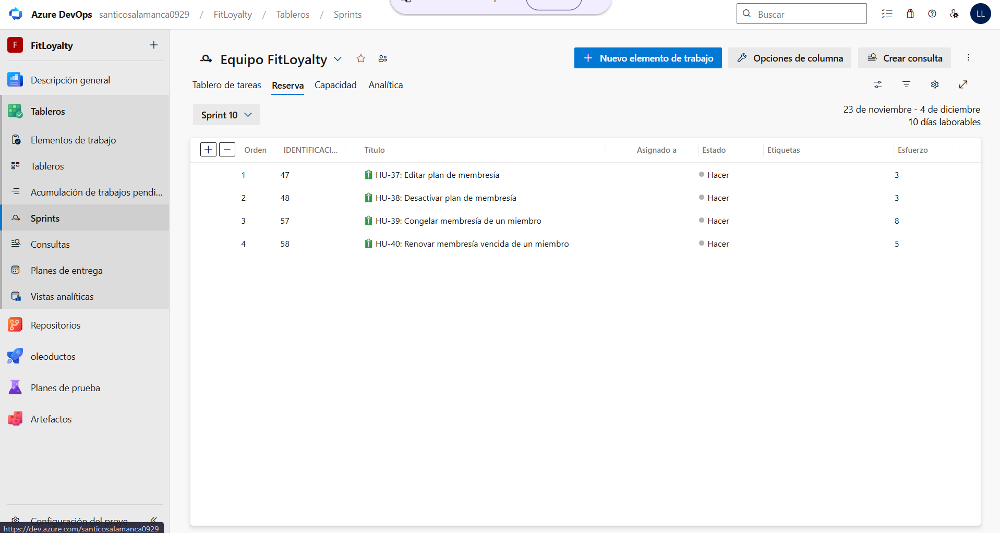 Azure DevOps santicosalamanca0929 / FitLoyalty / Tableros / Sprints
Buscar
LL
F FitLoyalty
Descripción general
Tableros
Elementos de trabajo
Tableros
Acumulación de trabajos pendi...
Sprints
Consultas
Planes de entrega
Vistas analíticas
Repositorios
oleoductos
Planes de prueba
Artefactos
Configuración del proye...
https://dev.azure.com/santicosalamanca0929
Equipo FitLoyalty
Nuevo elemento de trabajo
Opciones de columna
Crear consulta
Tablero de tareas Reserva Capacidad Analítica
Sprint 10
23 de noviembre - 4 de diciembre
10 días laborables
Orden IDENTIFICACI... Título Asignado a Estado Etiquetas Esfuerzo
1 47 HU-37: Editar plan de membresía Hacer 3
2 48 HU-38: Desactivar plan de membresía Hacer 3
3 57 HU-39: Congelar membresía de un miembro Hacer 8
4 58 HU-40: Renovar membresía vencida de un miembro Hacer 5